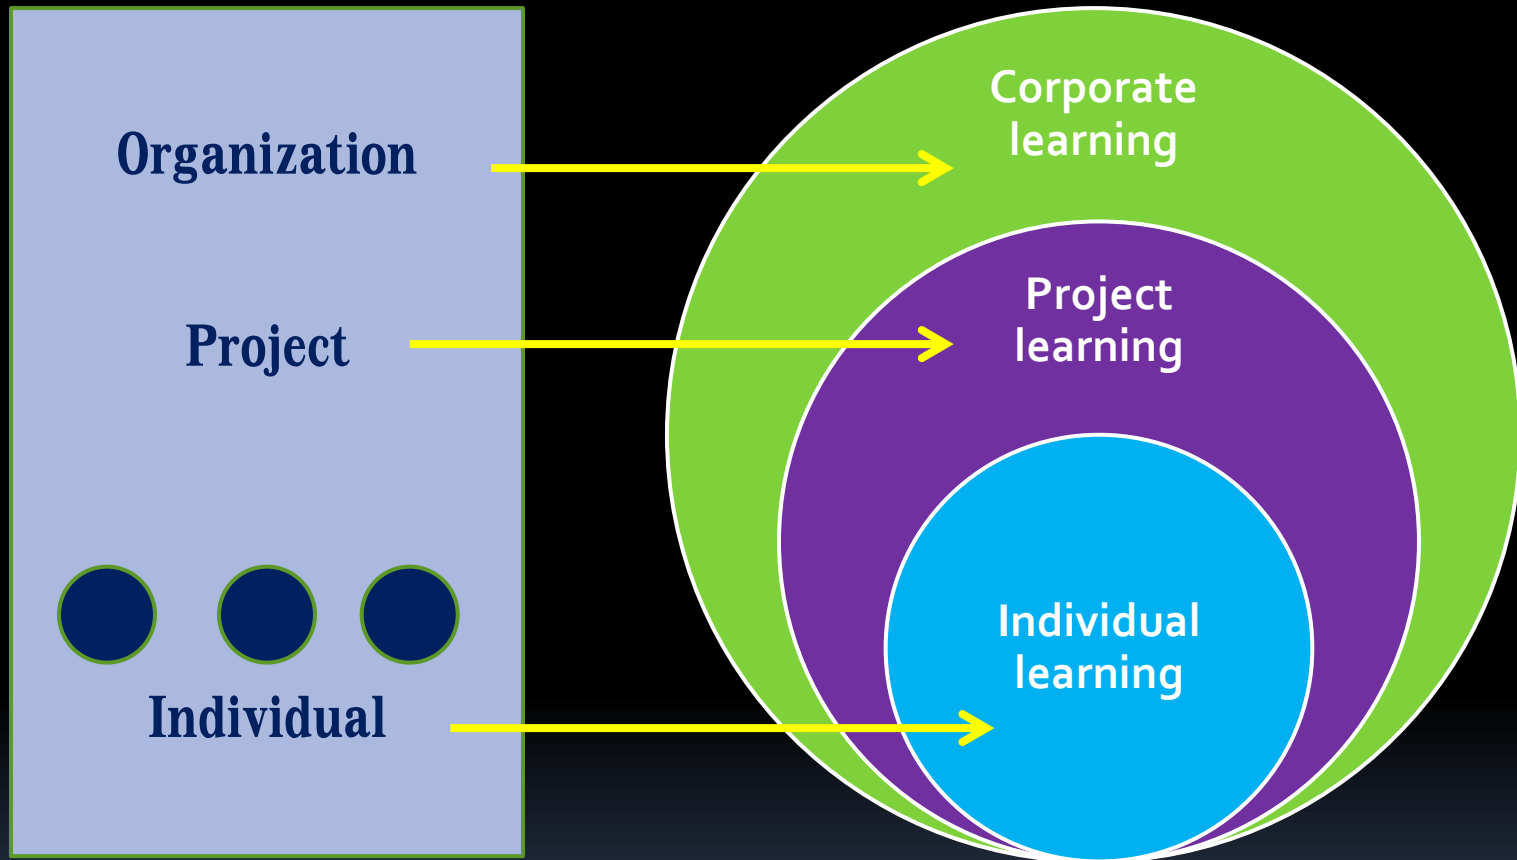 Organization
Project
Individual
Corporate
learning
Project
learning
Individual
learning